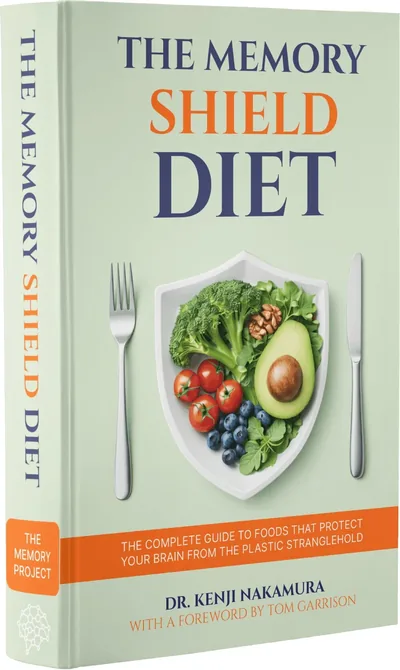 THE MEMORY
SHIELD
DIET
THE COMPLETE GUIDE TO FOODS THAT PROTECT
YOUR BRAIN FROM THE PLASTIC STRANGLEHOLD
DR. KENJI NAKAMURA
WITH A FOREWORD BY TOM GARRISON
THE MEMORY SHIELD DIET
THE
MEMORY
PROJECT